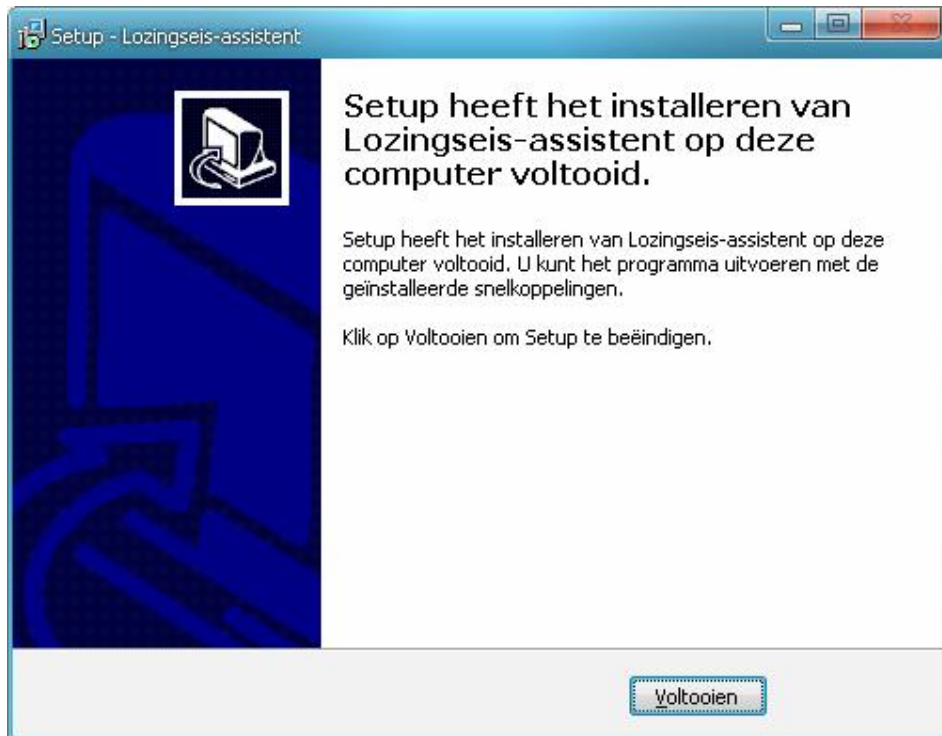 Setup - Lozingseis-assistent
Setup heeft het installeren van
Lozingseis-assistent op deze
computer voltooid.
Setup heeft het installeren van Lozingseis-assistent op deze
computer voltooid. U kunt het programma uitvoeren met de
geïnstalleerde snelkoppelingen.
Klik op Voltooien om Setup te beëindigen.
Voltooien